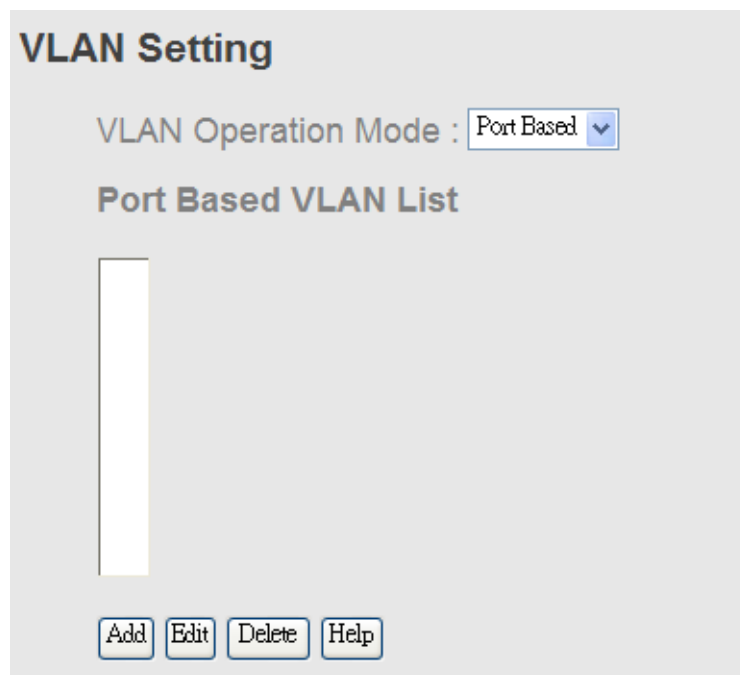 VLAN Setting
VLAN Operation Mode : Port Based
Port Based VLAN List
Add Edit Delete Help